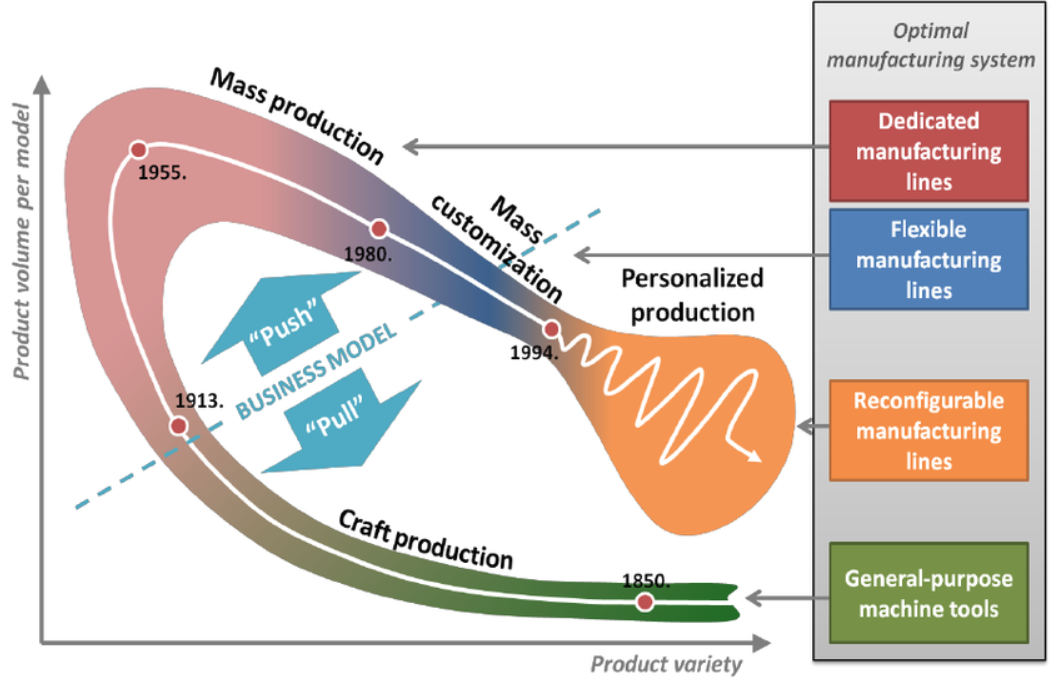 Optimal
manufacturing system
Dedicated
manufacturing
lines
Flexible
manufacturing
lines
Reconfigurable
manufacturing
lines
General-purpose
machine tools
Product volume per model
Mass production
1955.
1980.
Mass
customization
Personalized
production
1994.
"Push"
BUSINESS MODEL
"Pull"
1913.
Craft production
1850.
Product variety